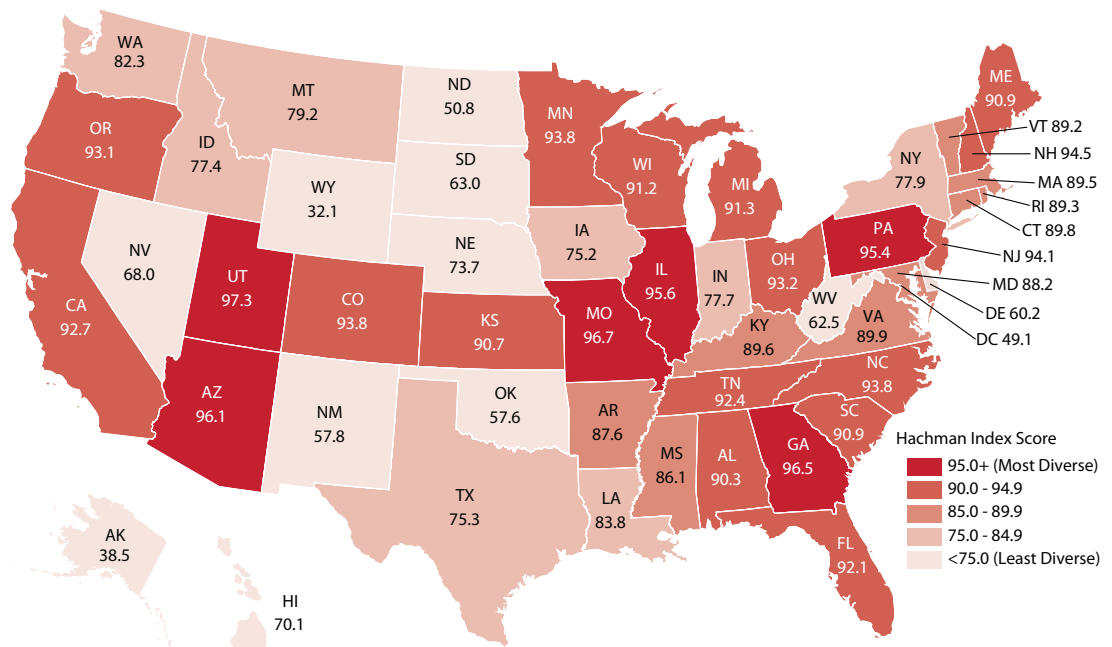 WA
82.3
MT
79.2
ND
50.8
MN
93.8
ME
90.9
OR
93.1
ID
77.4
SD
63.0
WI
91.2
MI
91.3
NY
77.9
VT 89.2
NH 94.5
MA 89.5
RI 89.3
CT 89.8
NJ 94.1
MD 88.2
DE 60.2
DC 49.1
WY
32.1
NE
73.7
IA
75.2
PA
95.4
NV
68.0
UT
97.3
CO
93.8
IL
95.6
IN
77.7
OH
93.2
WV
62.5
VA
89.9
CA
92.7
KS
90.7
MO
96.7
KY
89.6
AZ
96.1
NM
57.8
OK
57.6
AR
87.6
TN
92.4
NC
93.8
SC
90.9
MS
86.1
AL
90.3
GA
96.5
TX
75.3
LA
83.8
FL
92.1
AK
38.5
HI
70.1
Hachman Index Score
95.0+ (Most Diverse)
90.0 - 94.9
85.0 - 89.9
75.0 - 84.9
<75.0 (Least Diverse)